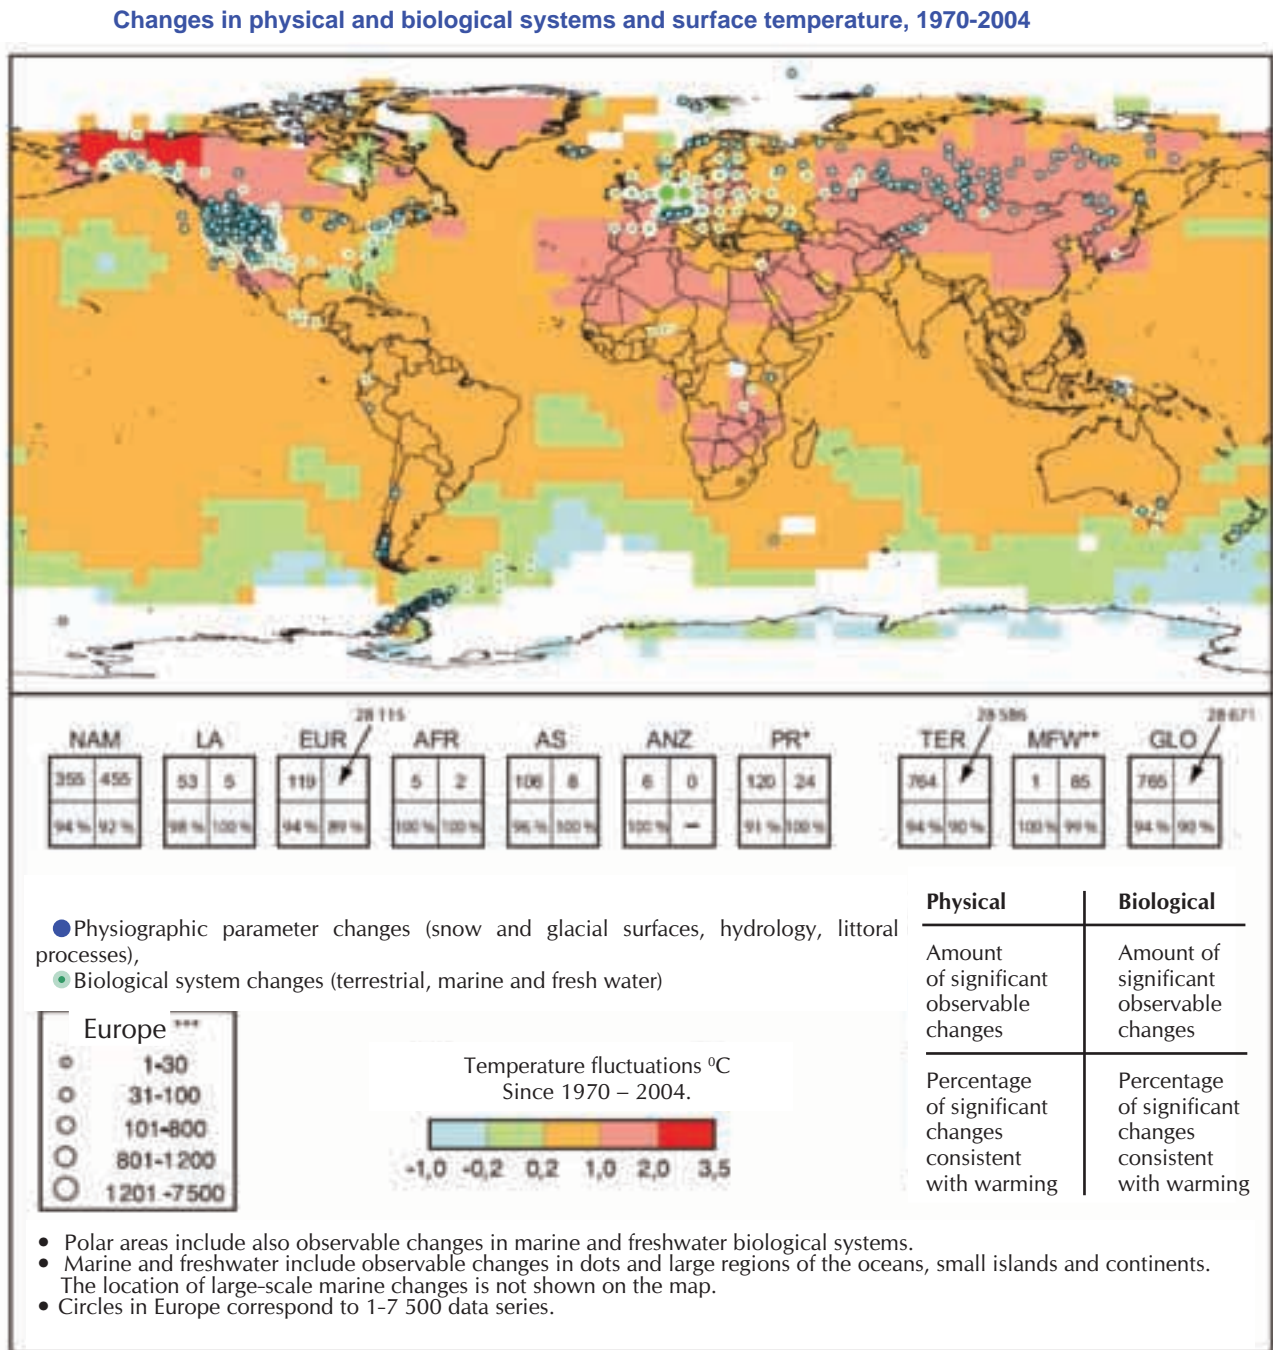 Changes in physical and biological systems and surface temperature, 1970-2004
28 115
28 586
28 671
NAM LA EUR AFR AS ANZ PR* TER MFW** GLO
355 455 53 5 119 5 2 106 8 6 0 120 24 764 1 85 765
94 % 92 % 98 % 100 % 94 % 89 % 100 % 100 % 96 % 100 % 100 % – 91 % 100 % 94 % 90 % 100 % 99 % 94 % 90 %
Physiographic parameter changes (snow and glacial surfaces, hydrology, littoral
processes),
Biological system changes (terrestrial, marine and fresh water)
Physical Biological
Amount Amount of
of significant significant
observable observable
changes changes
Percentage Percentage
of significant of significant
changes changes
consistent consistent
with warming with warming
Europe ***
1-30
31-100
101-800
801-1200
1201 -7500
Temperature fluctuations ⁰C
Since 1970 – 2004.
-1,0 -0,2 0,2 1,0 2,0 3,5
• Polar areas include also observable changes in marine and freshwater biological systems.
• Marine and freshwater include observable changes in dots and large regions of the oceans, small islands and continents.
The location of large-scale marine changes is not shown on the map.
• Circles in Europe correspond to 1-7 500 data series.